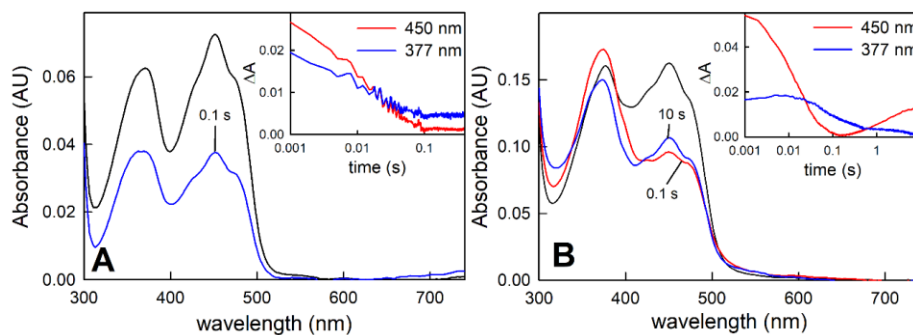 450 nm
377 nm
0.02
0.01
0.00
ΔA
0.001
0.01
0.1
time (s)
0.1 s
0.06
0.04
0.02
0.00
Absorbance (AU)
A
300
400
500
600
700
wavelength (nm)
450 nm
377 nm
0.04
0.02
0.00
ΔA
0.001
0.01
0.1
1
time (s)
10 s
0.1 s
0.15
0.10
0.05
0.00
Absorbance (AU)
B
300
400
500
600
700
wavelength (nm)